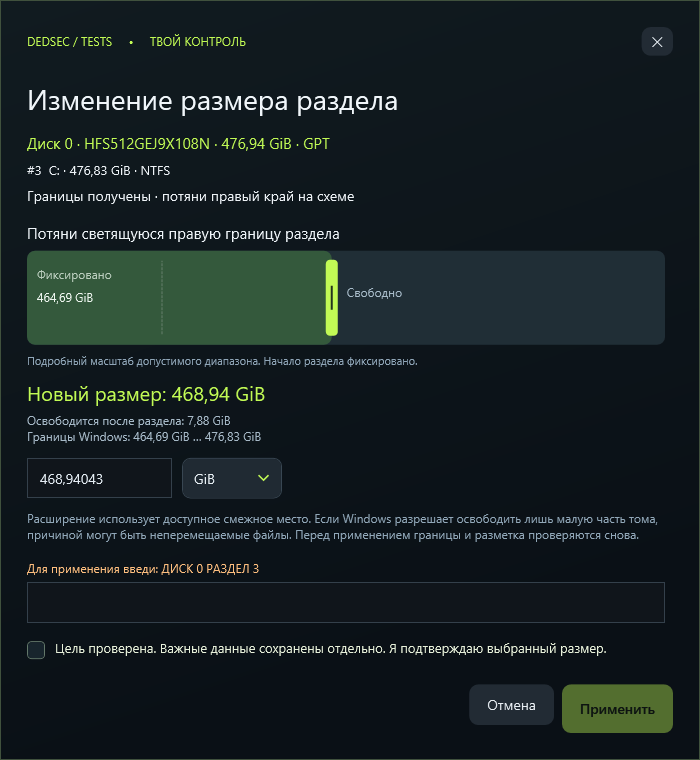 DEDSEC / TESTS • ТВОЙ КОНТРОЛЬ
Изменение размера раздела
Диск 0 · HFS512GEJ9X108N · 476,94 GiB · GPT
#3 C: · 476,83 GiB · NTFS
Границы получены · потяни правый край на схеме
Потяни светящуюся правую границу раздела
Фиксировано
464,69 GiB
Свободно
Подробный масштаб допустимого диапазона. Начало раздела фиксировано.
Новый размер: 468,94 GiB
Освободится после раздела: 7,88 GiB
Границы Windows: 464,69 GiB … 476,83 GiB
468,94043
GiB
Расширение использует доступное смежное место. Если Windows разрешает освободить лишь малую часть тома,
причиной могут быть неперемещаемые файлы. Перед применением границы и разметка проверяются снова.
Для применения введи: ДИСК 0 РАЗДЕЛ 3
Цель проверена. Важные данные сохранены отдельно. Я подтверждаю выбранный размер.
Отмена
Применить